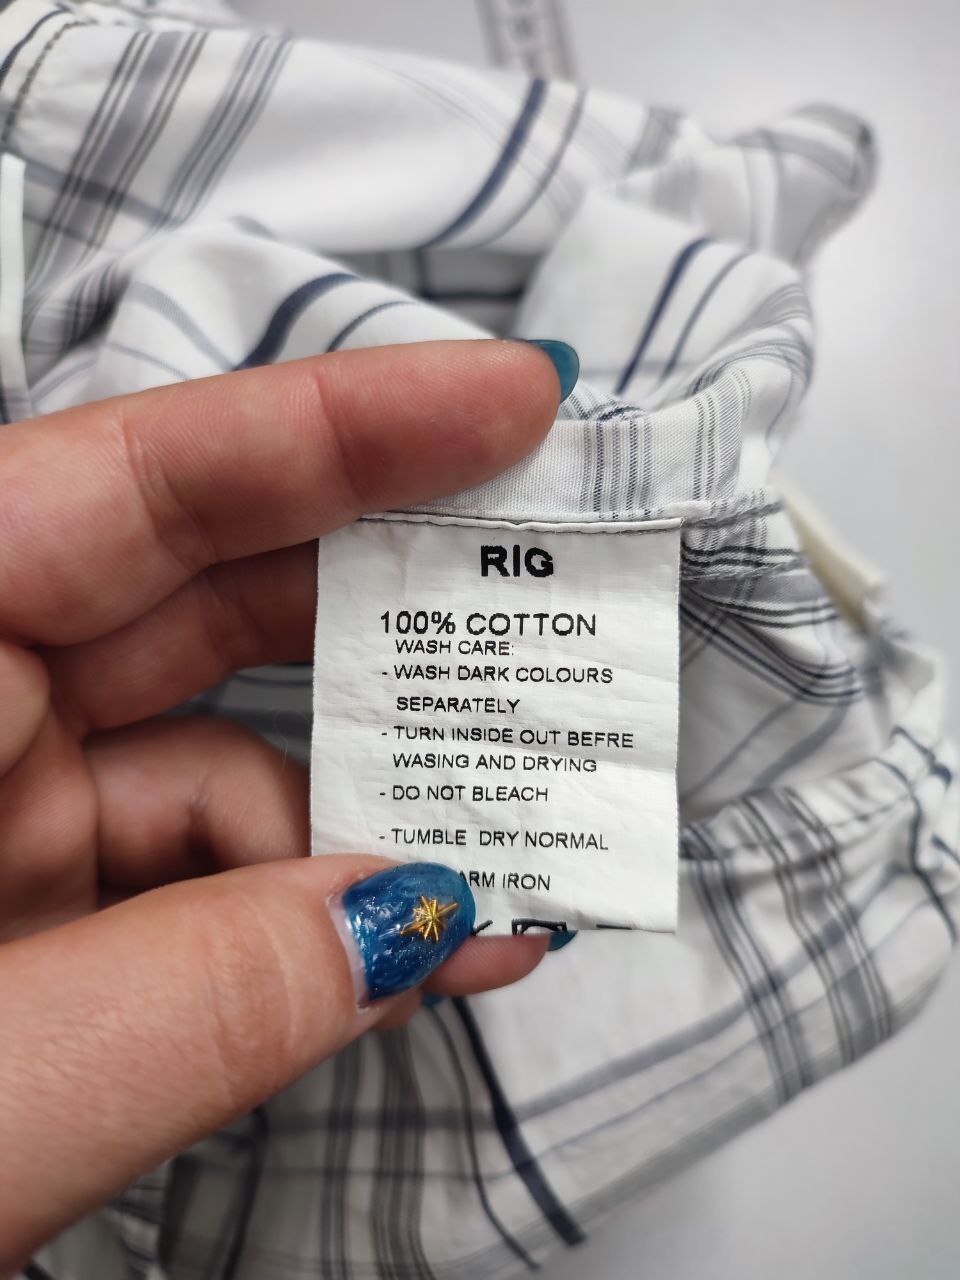 RIG
100% COTTON
WASH CARE:
- WASH DARK COLOURS
SEPARATELY
- TURN INSIDE OUT BEFRE
WASING AND DRYING
- DO NOT BLEACH
- TUMBLE DRY NORMAL
IRON